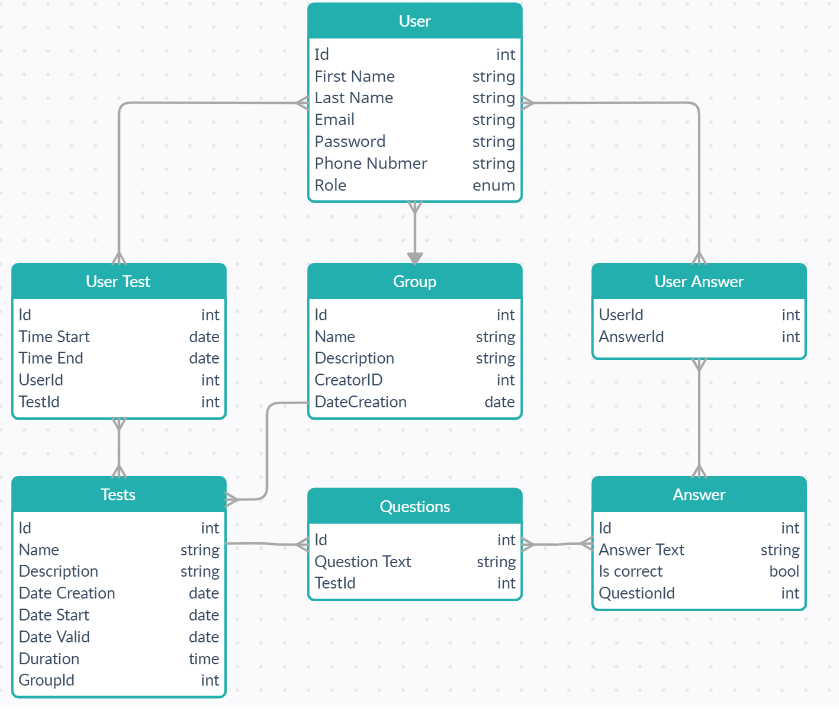 User
Id int
First Name string
Last Name string
Email string
Password string
Phone Nubmer string
Role enum
User Test
Id int
Time Start date
Time End date
UserId int
TestId int
Group
Id int
Name string
Description string
CreatorID int
DateCreation date
User Answer
UserId int
AnswerId int
Tests
Id int
Name string
Description string
Date Creation date
Date Start date
Date Valid date
Duration time
GroupId int
Questions
Id int
Question Text string
TestId int
Answer
Id int
Answer Text string
Is correct bool
QuestionId int